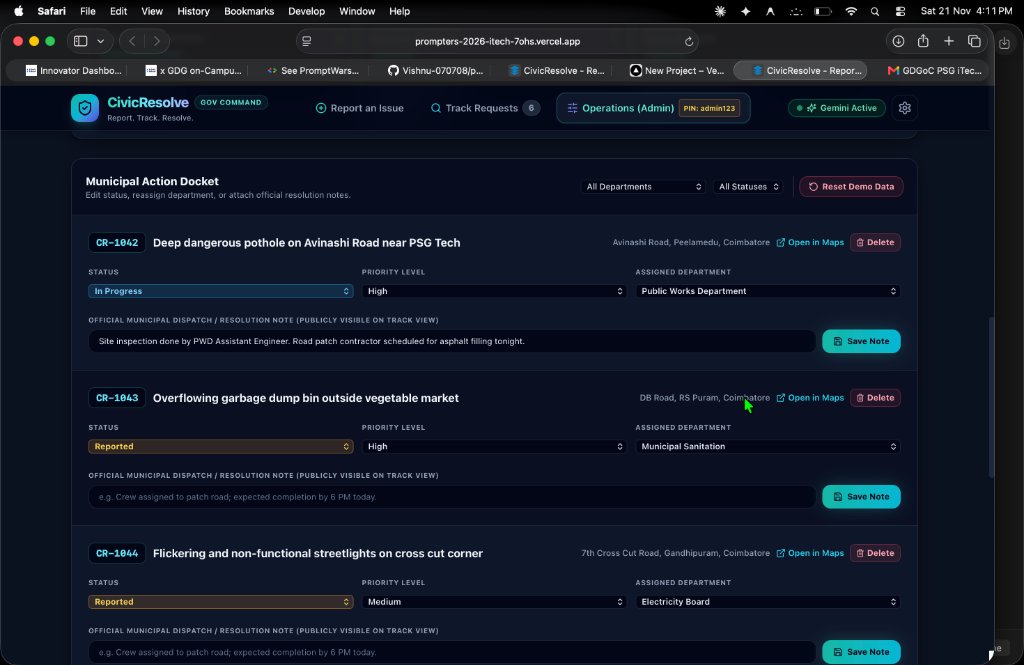 Safari File Edit View History Bookmarks Develop Window Help Sat 21 Nov 4:11 PM
prompters-2026-itech-7ohs.vercel.app
Innovator Dashbo... x GDG on-Campu... See PromptWars... Vishnu-070708/p... CivicResolve - Re... New Project – Ve... CivicResolve - Repor... GDGoC PSG iTec...
CivicResolve GOV COMMAND
Report. Track. Resolve.
Report an Issue Track Requests 6 Operations (Admin) PIN: admin123 Gemini Active
Municipal Action Docket
Edit status, reassign department, or attach official resolution notes.
All Departments All Statuses Reset Demo Data
CR-1042 Deep dangerous pothole on Avinashi Road near PSG Tech Avinashi Road, Peelamedu, Coimbatore Open in Maps Delete
STATUS PRIORITY LEVEL ASSIGNED DEPARTMENT
In Progress High Public Works Department
OFFICIAL MUNICIPAL DISPATCH / RESOLUTION NOTE (PUBLICLY VISIBLE ON TRACK VIEW)
Site inspection done by PWD Assistant Engineer. Road patch contractor scheduled for asphalt filling tonight. Save Note
CR-1043 Overflowing garbage dump bin outside vegetable market DB Road, RS Puram, Coimbatore Open in Maps Delete
STATUS PRIORITY LEVEL ASSIGNED DEPARTMENT
Reported High Municipal Sanitation
OFFICIAL MUNICIPAL DISPATCH / RESOLUTION NOTE (PUBLICLY VISIBLE ON TRACK VIEW)
e.g. Crew assigned to patch road; expected completion by 6 PM today. Save Note
CR-1044 Flickering and non-functional streetlights on cross cut corner 7th Cross Cut Road, Gandhipuram, Coimbatore Open in Maps Delete
STATUS PRIORITY LEVEL ASSIGNED DEPARTMENT
Reported Medium Electricity Board
OFFICIAL MUNICIPAL DISPATCH / RESOLUTION NOTE (PUBLICLY VISIBLE ON TRACK VIEW)
e.g. Crew assigned to patch road; expected completion by 6 PM today. Save Note